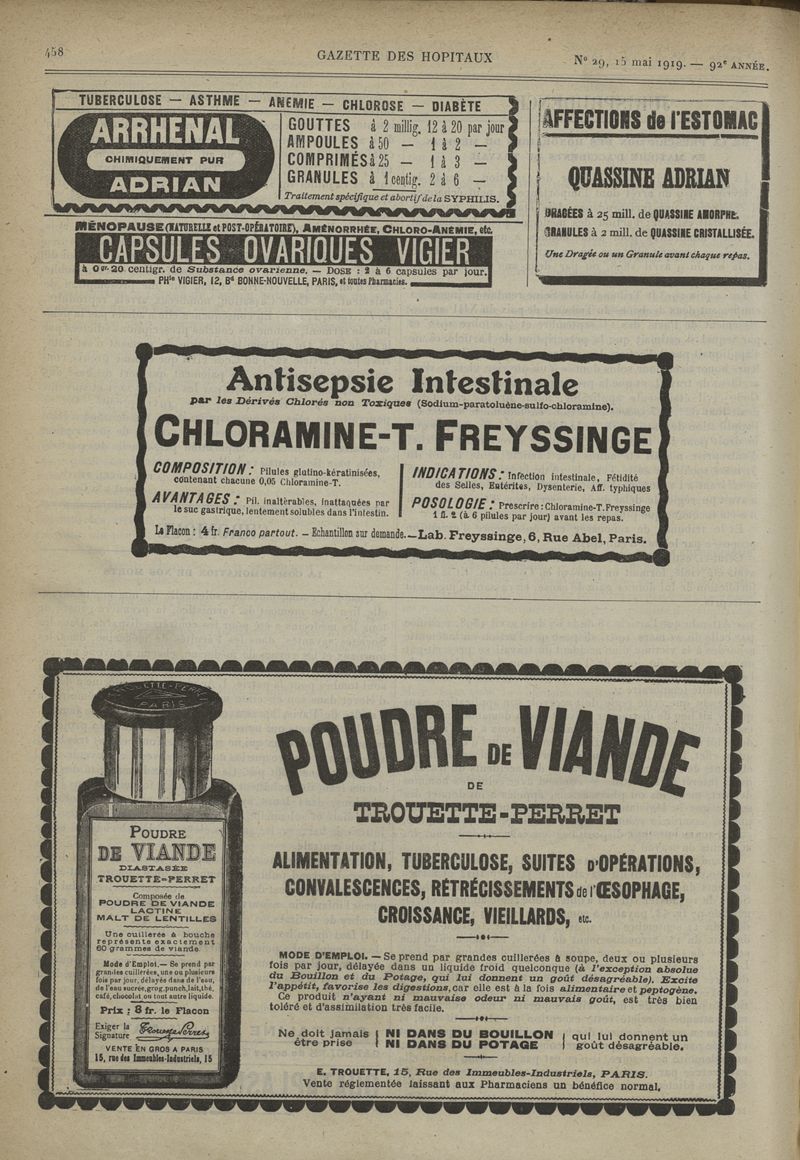 458
GAZETTE DES HOPITAUX
N° 29, 15 mai 1919. — 92e ANNÉE.
TUBERCULOSE — ASTHME — ANEMIE — CHLOROSE — DIABÈTE
ARRHENAL
CHIMIQUEMENT PUR
ADRIAN
GOUTTES à 2 millig. 12 à 20 par jour
AMPOULES à 50 — 1 à 2 —
COMPRIMÉS à 25 — 1 à 3 —
GRANULES à 1 centig. 2 à 6 —
Traitement spécifique et abortif de la SYPHILIS.
AFFECTIONS de l'ESTOMAC
QUASSINE ADRIAN
DRAGÉES à 25 mill. de QUASSINE AMORPHE.
GRANULES à 2 mill. de QUASSINE CRISTALLISÉE.
Une Dragée ou un Granule avant chaque repas.
MÉNOPAUSE (NATURELLE et POST-OPÉRATOIRE), AMÉNORRHÉE, CHLORO-ANÉMIE, etc.
CAPSULES OVARIQUES VIGIER
à 0 gr. 20 centigr. de Substance ovarienne. — DOSE : 2 à 6 capsules par jour.
PHie VIGIER, 12, Bd BONNE-NOUVELLE, PARIS, et toutes Pharmacies.
Antisepsie Intestinale
par les Dérivés Chlorés non Toxiques (Sodium-paratoluène-sulfo-chloramine).
CHLORAMINE-T. FREYSSINGE
COMPOSITION : Pilules glutino-kératinisées,
contenant chacune 0,05 Chloramine-T.
AVANTAGES : Pil. inaltérables, inattaquées par
le suc gastrique, lentement solubles dans l'intestin.
INDICATIONS : Infection intestinale, Fétidité
des Selles, Entérites, Dysenterie, Aff. typhiques
POSOLOGIE : Prescrire : Chloramine-T. Freyssinge
1 fl. 2 (à 6 pilules par jour) avant les repas.
Le Flacon : 4 fr. Franco partout. — Echantillon sur demande. — Lab. Freyssinge, 6, Rue Abel, Paris.
TROUETTE-PERRET
PARIS
POUDRE
DE VIANDE
DIASTASÉE
TROUETTE-PERRET
Composée de
POUDRE DE VIANDE
LACTINE
MALT DE LENTILLES
Une cuillerée à bouche
représente exactement
60 grammes de viande
Mode d'Emploi. — Se prend par
grandes cuillerées, une ou plusieurs
fois par jour, délayée dans de l'eau,
de l'eau sucrée, grog, punch, lait, thé,
café, chocolat ou tout autre liquide.
Prix : 8 fr. le Flacon
Exiger la
Signature
VENTE EN GROS A PARIS
15, rue des Immeubles-Industriels, 15
POUDRE DE VIANDE
DE
TROUETTE-PERRET
ALIMENTATION, TUBERCULOSE, SUITES D'OPÉRATIONS,
CONVALESCENCES, RÉTRÉCISSEMENTS de l'ŒSOPHAGE,
CROISSANCE, VIEILLARDS, etc.
MODE D'EMPLOI. — Se prend par grandes cuillerées à soupe, deux ou plusieurs
fois par jour, délayée dans un liquide froid quelconque (à l'exception absolue
du Bouillon et du Potage, qui lui donnent un goût désagréable). Excite
l'appétit, favorise les digestions, car elle est à la fois alimentaire et peptogène.
Ce produit n'ayant ni mauvaise odeur ni mauvais goût, est très bien
toléré et d'assimilation très facile.
Ne doit jamais être prise { NI DANS DU BOUILLON
NI DANS DU POTAGE } qui lui donnent un goût désagréable.
E. TROUETTE, 15, Rue des Immeubles-Industriels, PARIS.
Vente réglementée laissant aux Pharmaciens un bénéfice normal.